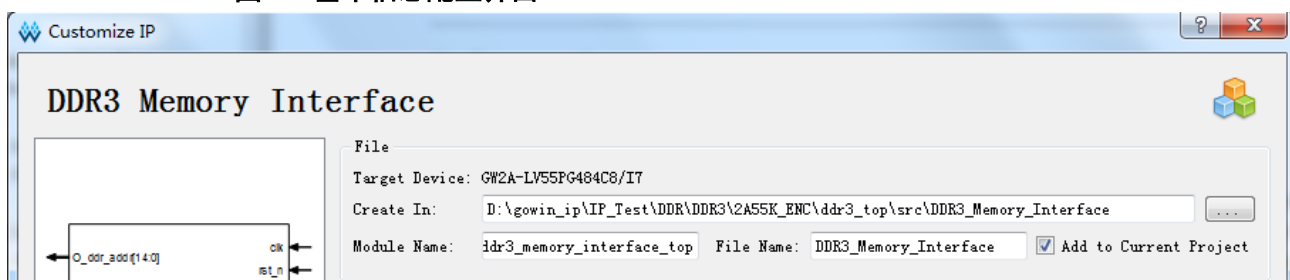 Customize IP
DDR3 Memory Interface
File
Target Device: GW2A-LV55PG484C8/I7
Create In: D:\gowin_ip\IP_Test\DDR\DDR3\2A55K_ENC\ddr3_top\src\DDR3_Memory_Interface ...
Module Name: ddr3_memory_interface_top File Name: DDR3_Memory_Interface Add to Current Project
clk
O_ddr_addr[14:0]
rst_n